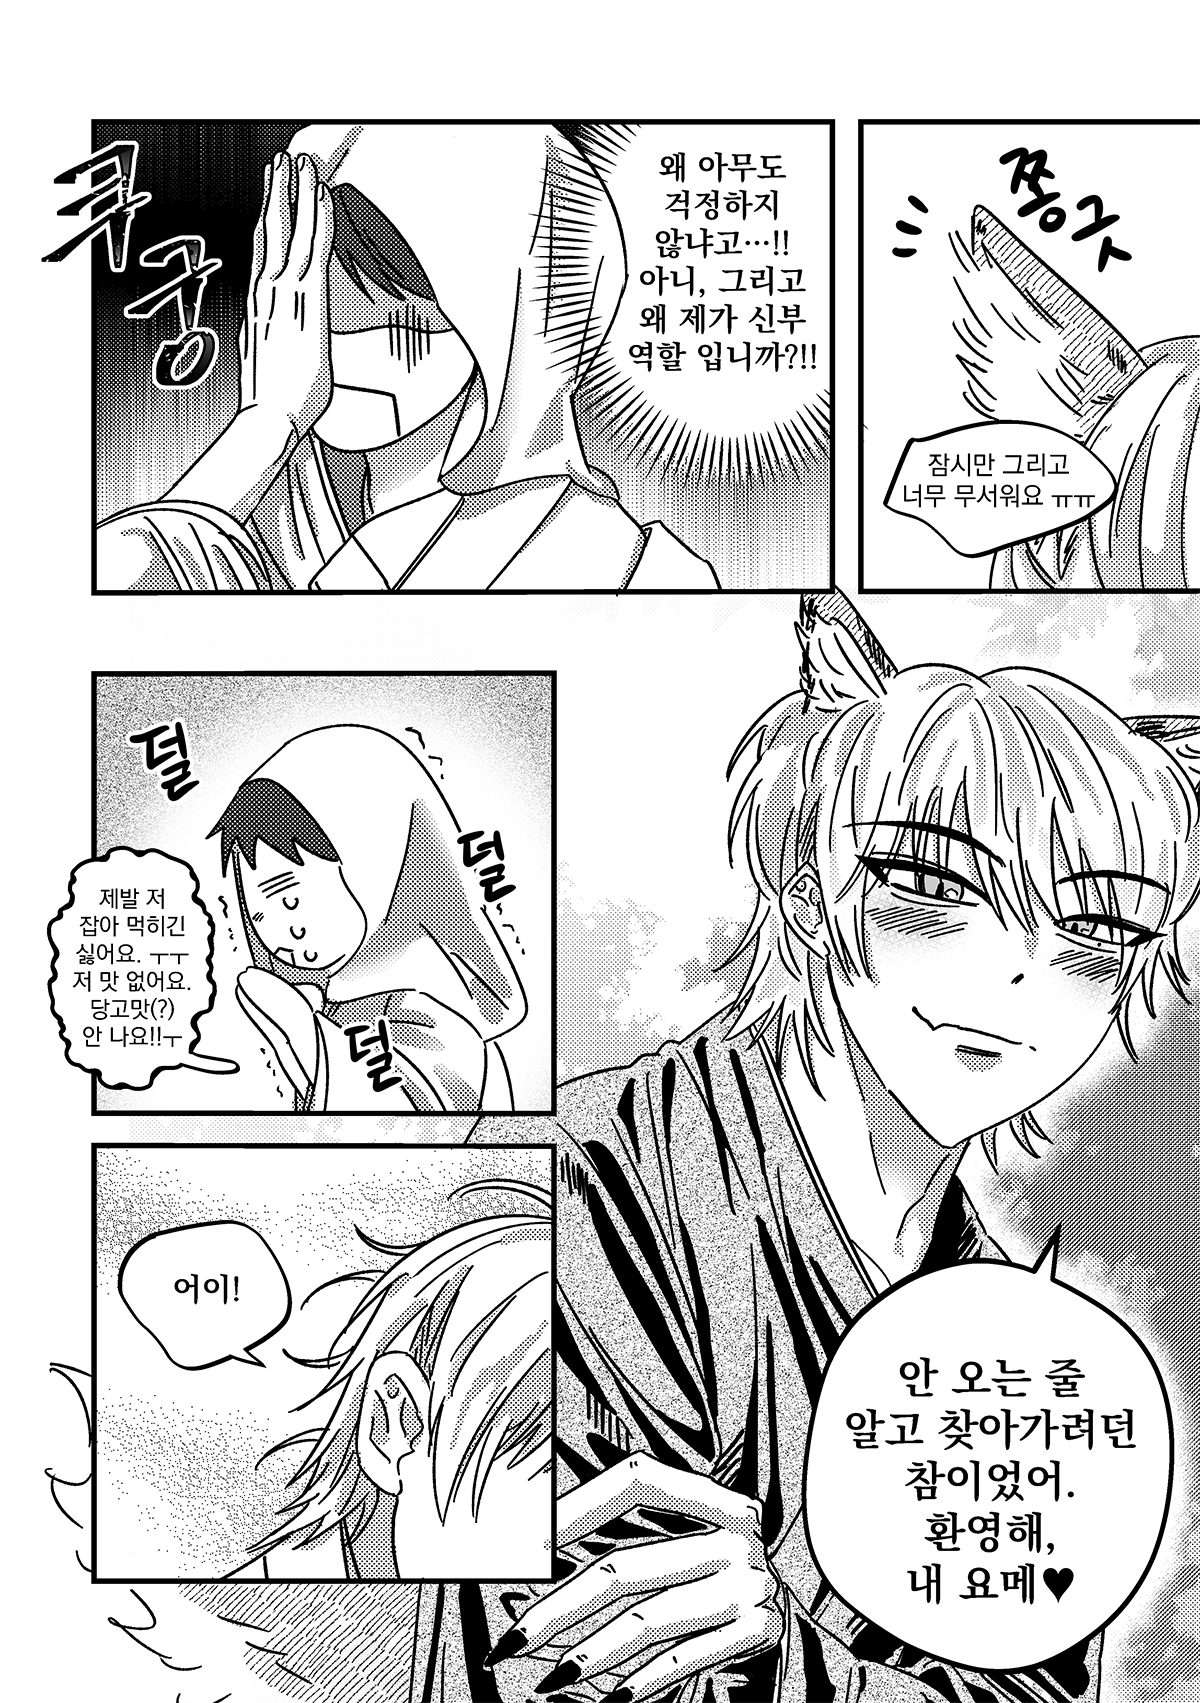 쿠궁
왜 아무도
걱정하지
않냐고…!!
아니, 그리고
왜 제가 신부
역할 입니까?!!
쫑긋
잠시만 그리고
너무 무서워요 ㅠㅠ
덜
덜
덜
제발 저
잡아 먹히긴
싫어요. ㅜㅜ
저 맛 없어요.
당고맛(?)
안 나요!!ㅜ
어이!
안 오는 줄
알고 찾아가려던
참이었어.
환영해,
내 요메♥